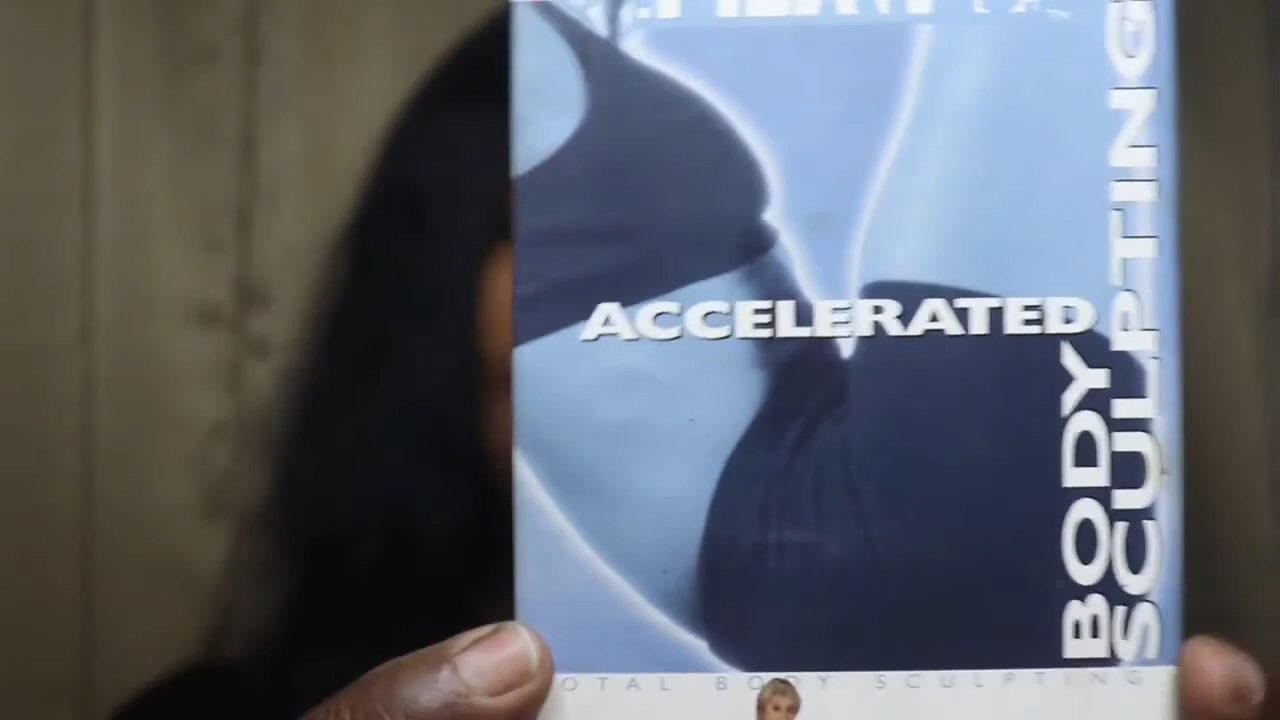 ACCELERATED
BODY
SCULPTING
OTAL BODY SCULPTING